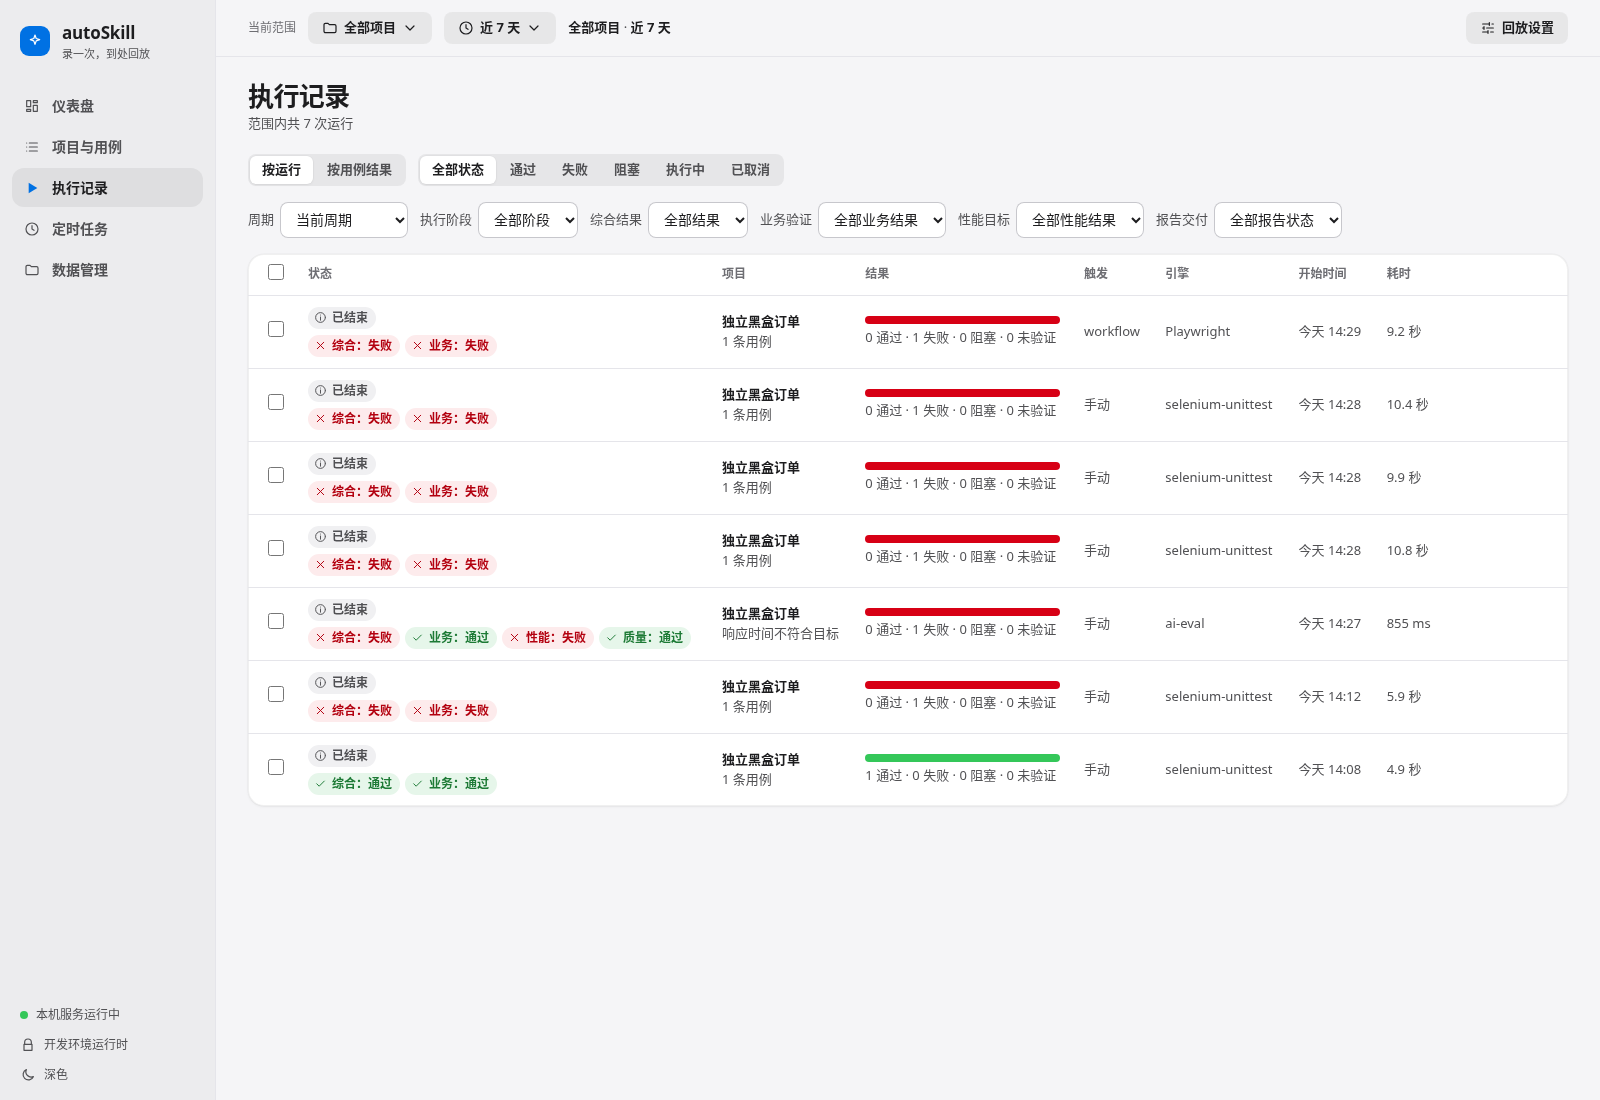 autoSkill
录一次，到处回放
仪表盘
项目与用例
执行记录
定时任务
数据管理
本机服务运行中
开发环境运行时
深色
当前范围 全部项目 近 7 天 全部项目 · 近 7 天 回放设置
执行记录
范围内共 7 次运行
按运行 按用例结果 全部状态 通过 失败 阻塞 执行中 已取消
周期 当前周期 执行阶段 全部阶段 综合结果 全部结果 业务验证 全部业务结果 性能目标 全部性能结果 报告交付 全部报告状态
状态 项目 结果 触发 引擎 开始时间 耗时
已结束
综合：失败 业务：失败
独立黑盒订单
1 条用例
0 通过 · 1 失败 · 0 阻塞 · 0 未验证
workflow Playwright 今天 14:29 9.2 秒
已结束
综合：失败 业务：失败
独立黑盒订单
1 条用例
0 通过 · 1 失败 · 0 阻塞 · 0 未验证
手动 selenium-unittest 今天 14:28 10.4 秒
已结束
综合：失败 业务：失败
独立黑盒订单
1 条用例
0 通过 · 1 失败 · 0 阻塞 · 0 未验证
手动 selenium-unittest 今天 14:28 9.9 秒
已结束
综合：失败 业务：失败
独立黑盒订单
1 条用例
0 通过 · 1 失败 · 0 阻塞 · 0 未验证
手动 selenium-unittest 今天 14:28 10.8 秒
已结束
综合：失败 业务：通过 性能：失败 质量：通过
独立黑盒订单
响应时间不符合目标
0 通过 · 1 失败 · 0 阻塞 · 0 未验证
手动 ai-eval 今天 14:27 855 ms
已结束
综合：失败 业务：失败
独立黑盒订单
1 条用例
0 通过 · 1 失败 · 0 阻塞 · 0 未验证
手动 selenium-unittest 今天 14:12 5.9 秒
已结束
综合：通过 业务：通过
独立黑盒订单
1 条用例
1 通过 · 0 失败 · 0 阻塞 · 0 未验证
手动 selenium-unittest 今天 14:08 4.9 秒